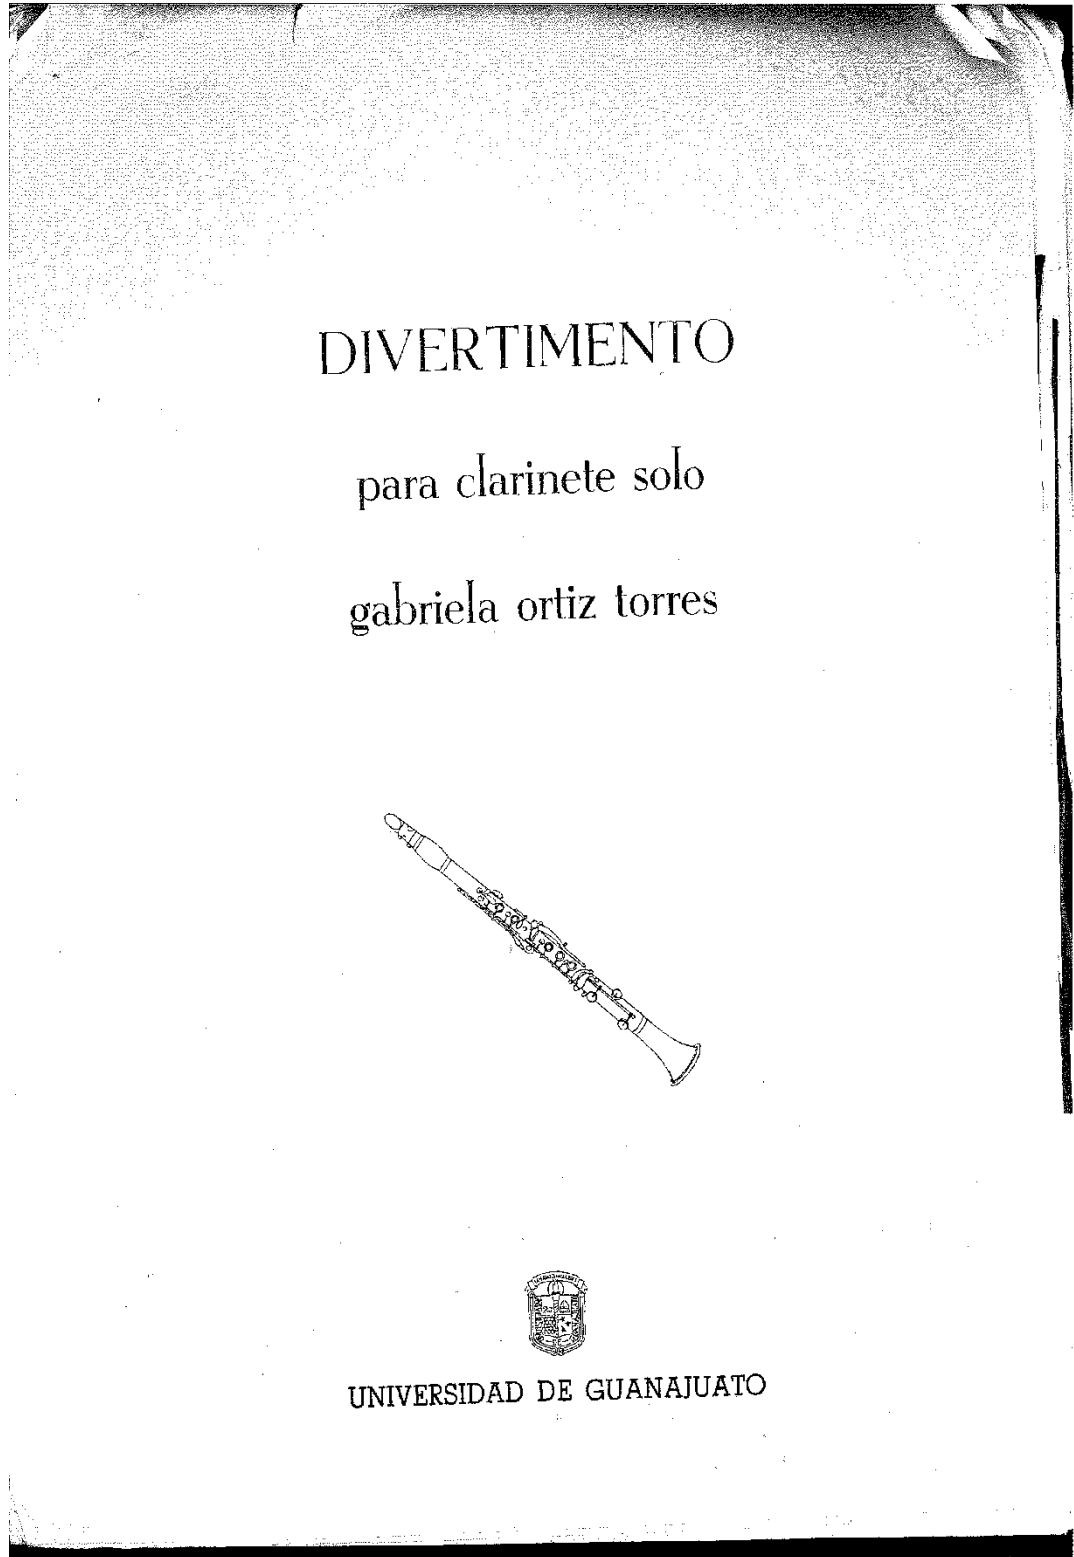 DIVERTIMENTO
para clarinete solo
gabriela ortiz torres
UNIVERSIDAD DE GUANAJUATO